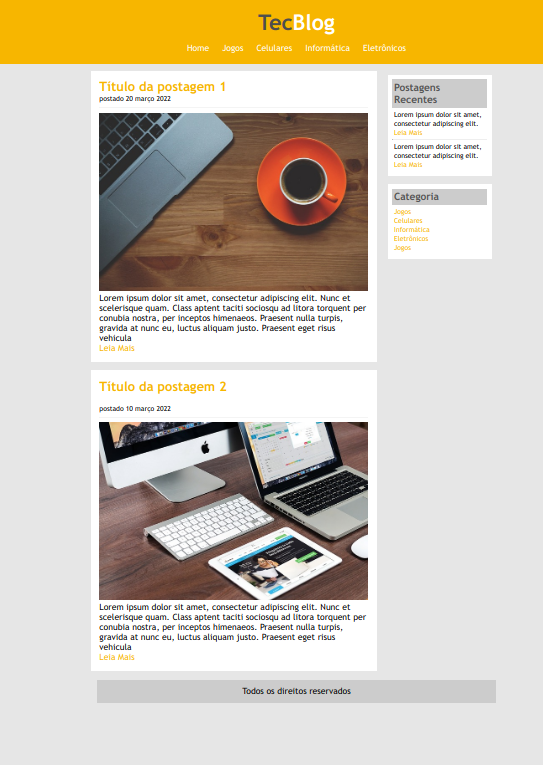 TecBlog
Home Jogos Celulares Informática Eletrônicos
Título da postagem 1
postado 20 março 2022
Lorem ipsum dolor sit amet, consectetur adipiscing elit. Nunc et
scelerisque quam. Class aptent taciti sociosqu ad litora torquent per
conubia nostra, per inceptos himenaeos. Praesent nulla turpis,
gravida at nunc eu, luctus aliquam justo. Praesent eget risus
vehicula
Leia Mais
Título da postagem 2
postado 10 março 2022
Lorem ipsum dolor sit amet, consectetur adipiscing elit. Nunc et
scelerisque quam. Class aptent taciti sociosqu ad litora torquent per
conubia nostra, per inceptos himenaeos. Praesent nulla turpis,
gravida at nunc eu, luctus aliquam justo. Praesent eget risus
vehicula
Leia Mais
Postagens
Recentes
Lorem ipsum dolor sit amet,
consectetur adipiscing elit.
Leia Mais
Lorem ipsum dolor sit amet,
consectetur adipiscing elit.
Leia Mais
Categoria
Jogos
Celulares
Informática
Eletrônicos
Jogos
Todos os direitos reservados